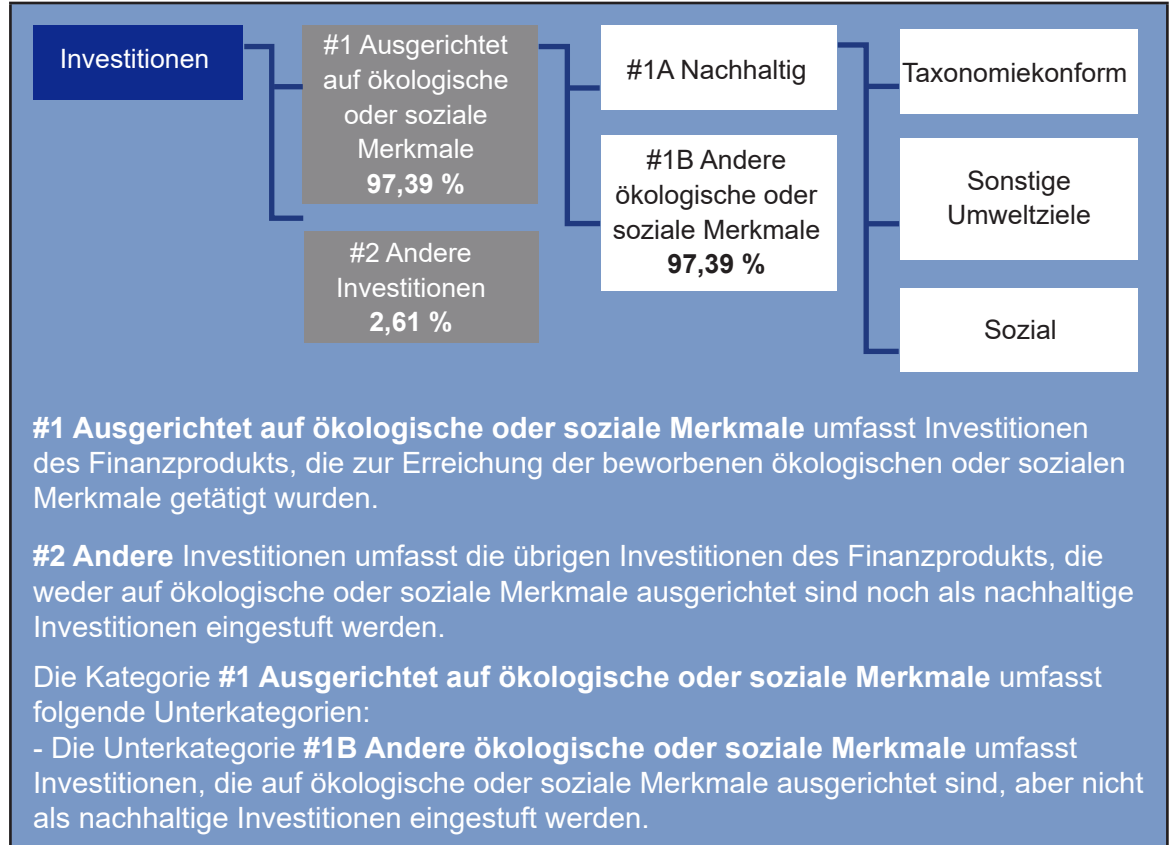 Investitionen
#1 Ausgerichtet
auf ökologische
oder soziale
Merkmale
97,39 %
#2 Andere
Investitionen
2,61 %
#1A Nachhaltig
#1B Andere
ökologische oder
soziale Merkmale
97,39 %
Taxonomiekonform
Sonstige
Umweltziele
Sozial
#1 Ausgerichtet auf ökologische oder soziale Merkmale umfasst Investitionen
des Finanzprodukts, die zur Erreichung der beworbenen ökologischen oder sozialen
Merkmale getätigt wurden.
#2 Andere Investitionen umfasst die übrigen Investitionen des Finanzprodukts, die
weder auf ökologische oder soziale Merkmale ausgerichtet sind noch als nachhaltige
Investitionen eingestuft werden.
Die Kategorie #1 Ausgerichtet auf ökologische oder soziale Merkmale umfasst
folgende Unterkategorien:
- Die Unterkategorie #1B Andere ökologische oder soziale Merkmale umfasst
Investitionen, die auf ökologische oder soziale Merkmale ausgerichtet sind, aber nicht
als nachhaltige Investitionen eingestuft werden.